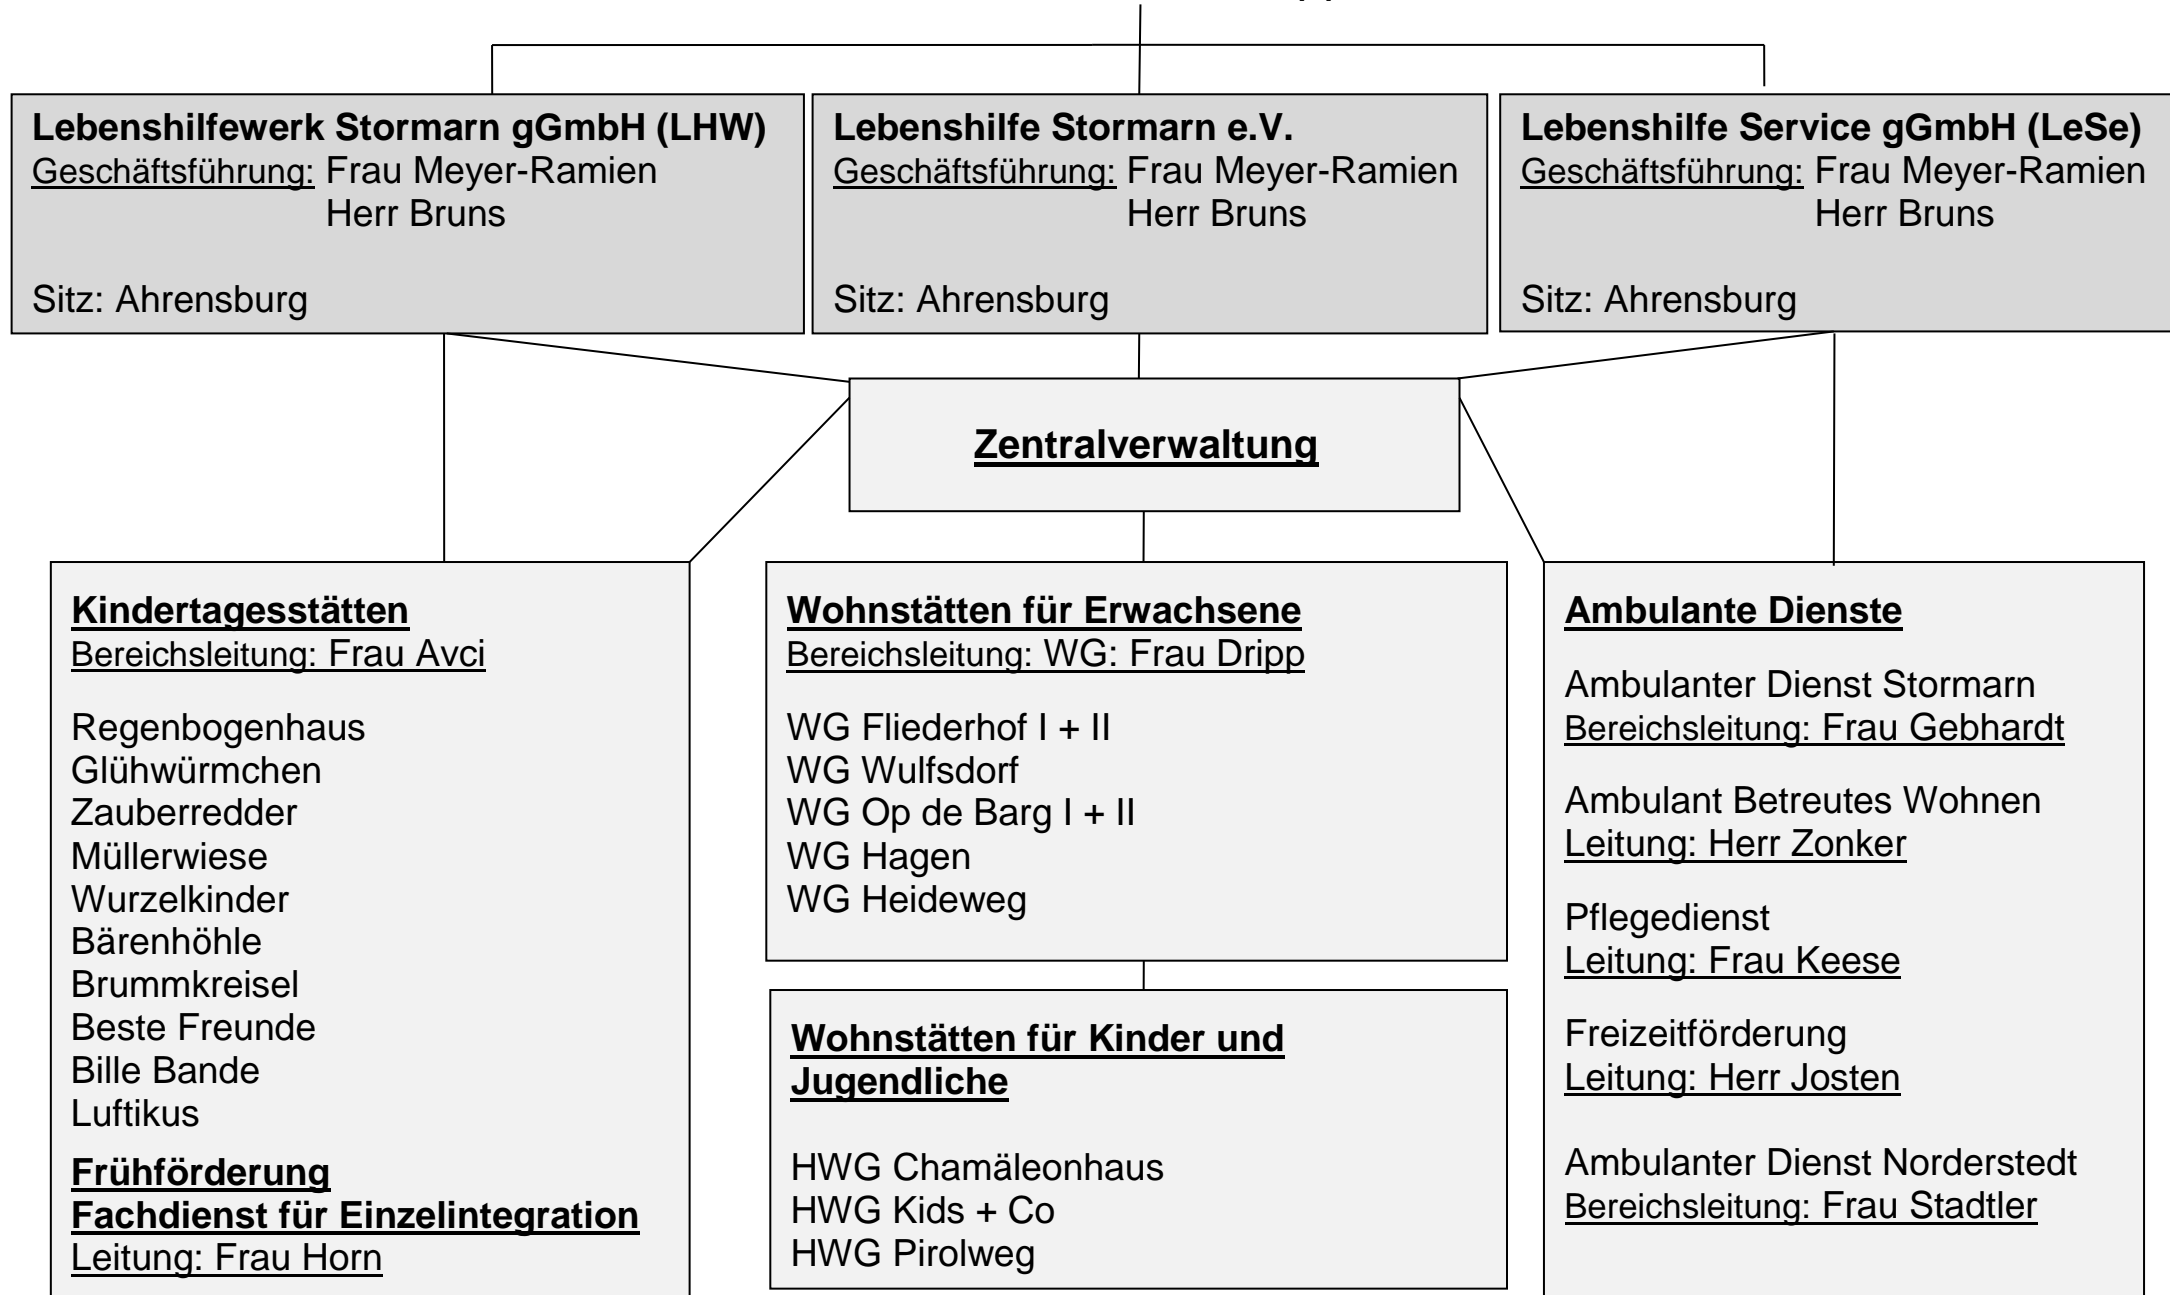 Lebenshilfewerk Stormarn gGmbH (LHW)
Geschäftsführung: Frau Meyer-Ramien
Herr Bruns
Sitz: Ahrensburg
Lebenshilfe Stormarn e.V.
Geschäftsführung: Frau Meyer-Ramien
Herr Bruns
Sitz: Ahrensburg
Lebenshilfe Service gGmbH (LeSe)
Geschäftsführung: Frau Meyer-Ramien
Herr Bruns
Sitz: Ahrensburg
Zentralverwaltung
Kindertagesstätten
Bereichsleitung: Frau Avci
Regenbogenhaus
Glühwürmchen
Zauberredder
Müllerwiese
Wurzelkinder
Bärenhöhle
Brummkreisel
Beste Freunde
Bille Bande
Luftikus
Frühförderung
Fachdienst für Einzelintegration
Leitung: Frau Horn
Wohnstätten für Erwachsene
Bereichsleitung: WG: Frau Dripp
WG Fliederhof I + II
WG Wulfsdorf
WG Op de Barg I + II
WG Hagen
WG Heideweg
Wohnstätten für Kinder und
Jugendliche
HWG Chamäleonhaus
HWG Kids + Co
HWG Pirolweg
Ambulante Dienste
Ambulanter Dienst Stormarn
Bereichsleitung: Frau Gebhardt
Ambulant Betreutes Wohnen
Leitung: Herr Zonker
Pflegedienst
Leitung: Frau Keese
Freizeitförderung
Leitung: Herr Josten
Ambulanter Dienst Norderstedt
Bereichsleitung: Frau Stadtler